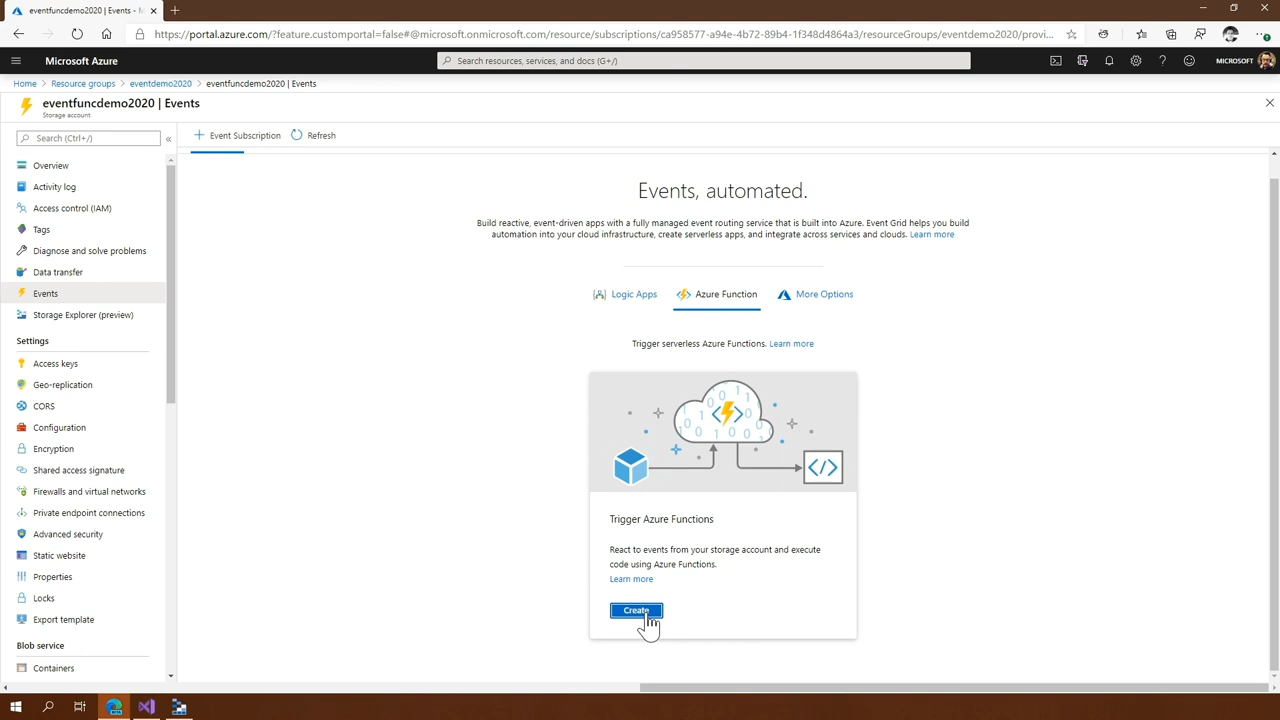 eventfuncdemo2020 | Events - M
https://portal.azure.com/?feature.customportal=false#@microsoft.onmicrosoft.com/resource/subscriptions/ca958577-a94e-4b72-89b4-1f348d4864a3/resourceGroups/eventdemo2020/provi...
Microsoft Azure
Search resources, services, and docs (G+/)
MICROSOFT
Home > Resource groups > eventdemo2020 > eventfuncdemo2020 | Events
eventfuncdemo2020 | Events
Storage account
Search (Ctrl+/)
Event Subscription
Refresh
Overview
Activity log
Access control (IAM)
Tags
Diagnose and solve problems
Data transfer
Events
Storage Explorer (preview)
Settings
Access keys
Geo-replication
CORS
Configuration
Encryption
Shared access signature
Firewalls and virtual networks
Private endpoint connections
Advanced security
Static website
Properties
Locks
Export template
Blob service
Containers
Events, automated.
Build reactive, event-driven apps with a fully managed event routing service that is built into Azure. Event Grid helps you build
automation into your cloud infrastructure, create serverless apps, and integrate across services and clouds. Learn more
Logic Apps
Azure Function
More Options
Trigger serverless Azure Functions. Learn more
Trigger Azure Functions
React to events from your storage account and execute
code using Azure Functions.
Learn more
Create